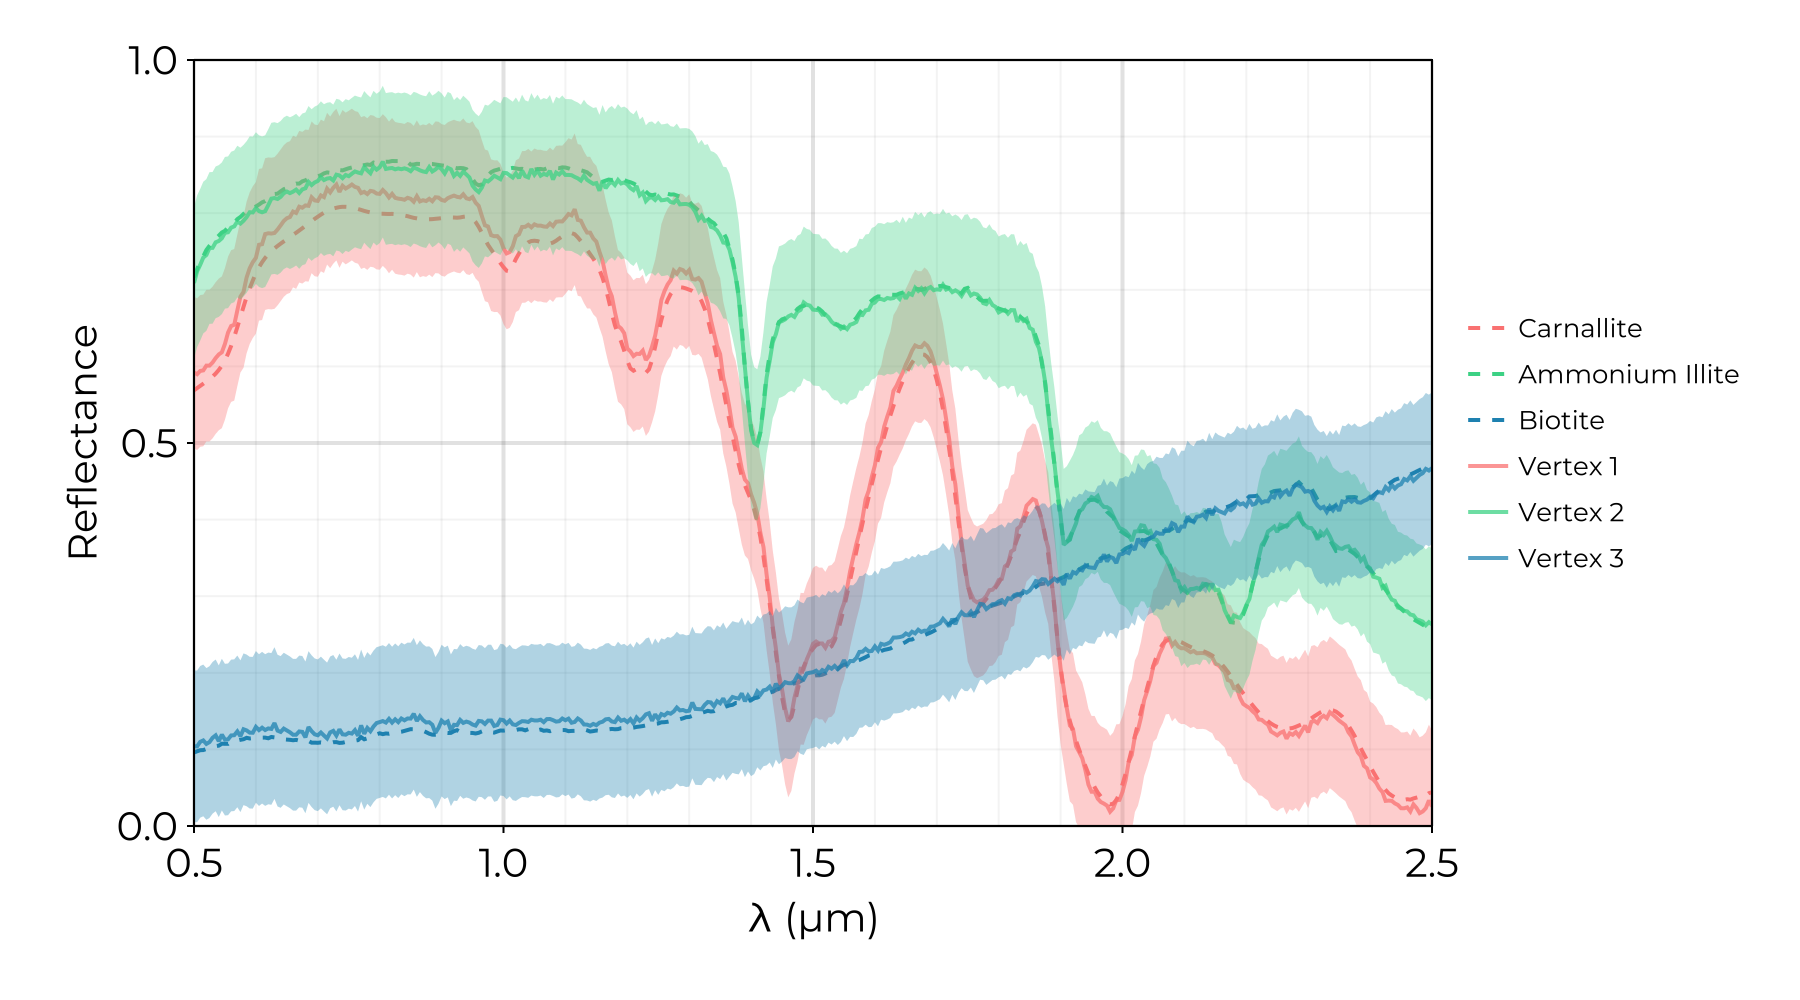 1.0
0.5
0.0
Reflectance
0.5 1.0 1.5 2.0 2.5
λ (μm)
Carnallite
Ammonium Illite
Biotite
Vertex 1
Vertex 2
Vertex 3